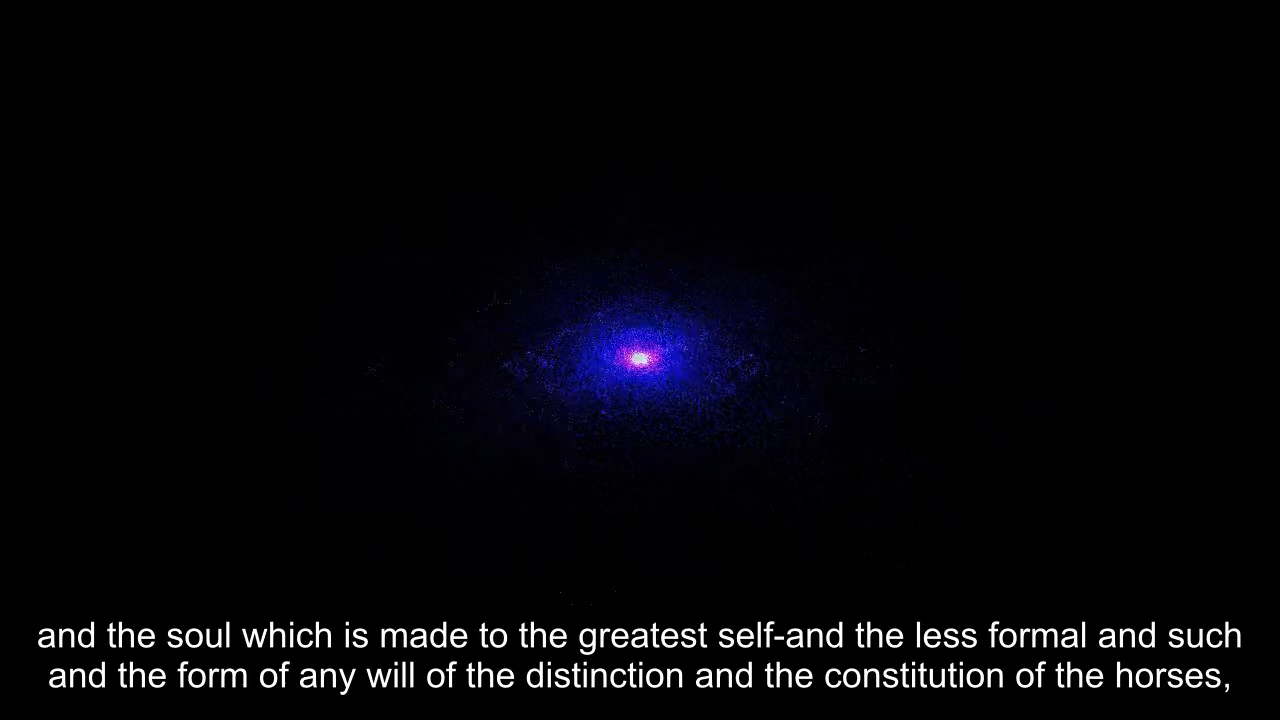 and the soul which is made to the greatest self-and the less formal and such
and the form of any will of the distinction and the constitution of the horses,